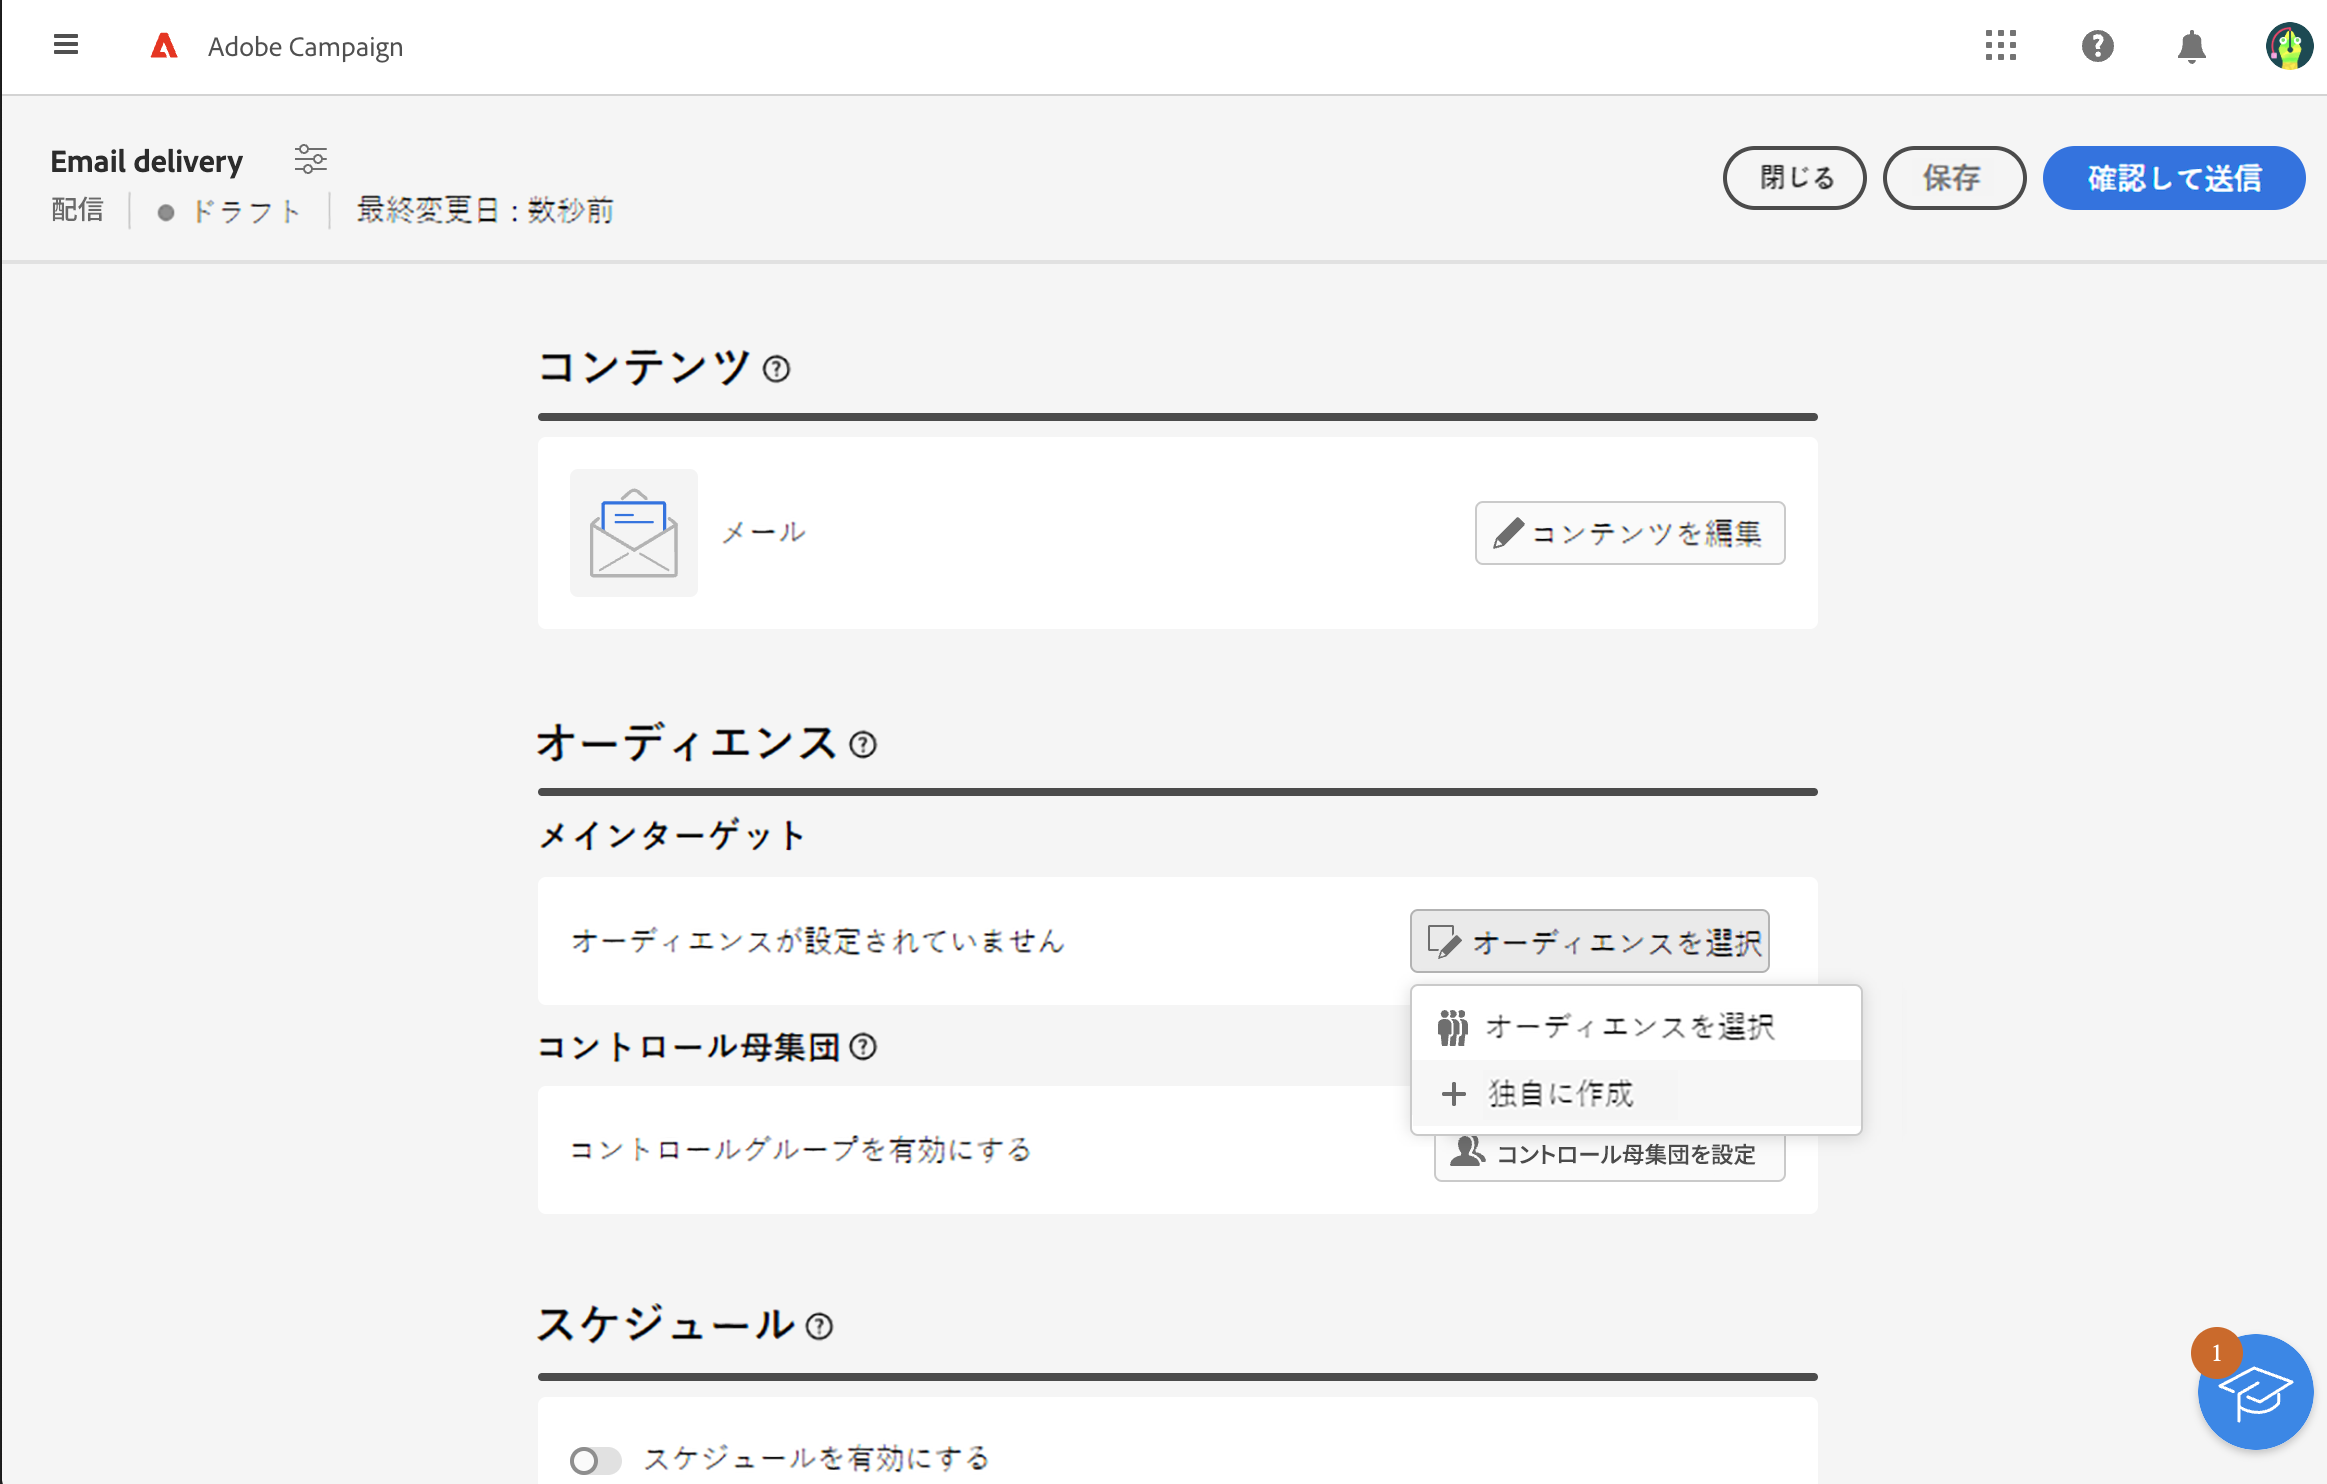 Adobe Campaign
Email delivery
配信 ドラフト 最終変更日：数秒前
閉じる 保存 確認して送信
コンテンツ
メール
コンテンツを編集
オーディエンス
メインターゲット
オーディエンスが設定されていません
オーディエンスを選択
オーディエンスを選択
独自に作成
コントロール母集団
コントロールグループを有効にする
コントロール母集団を設定
スケジュール
スケジュールを有効にする
1